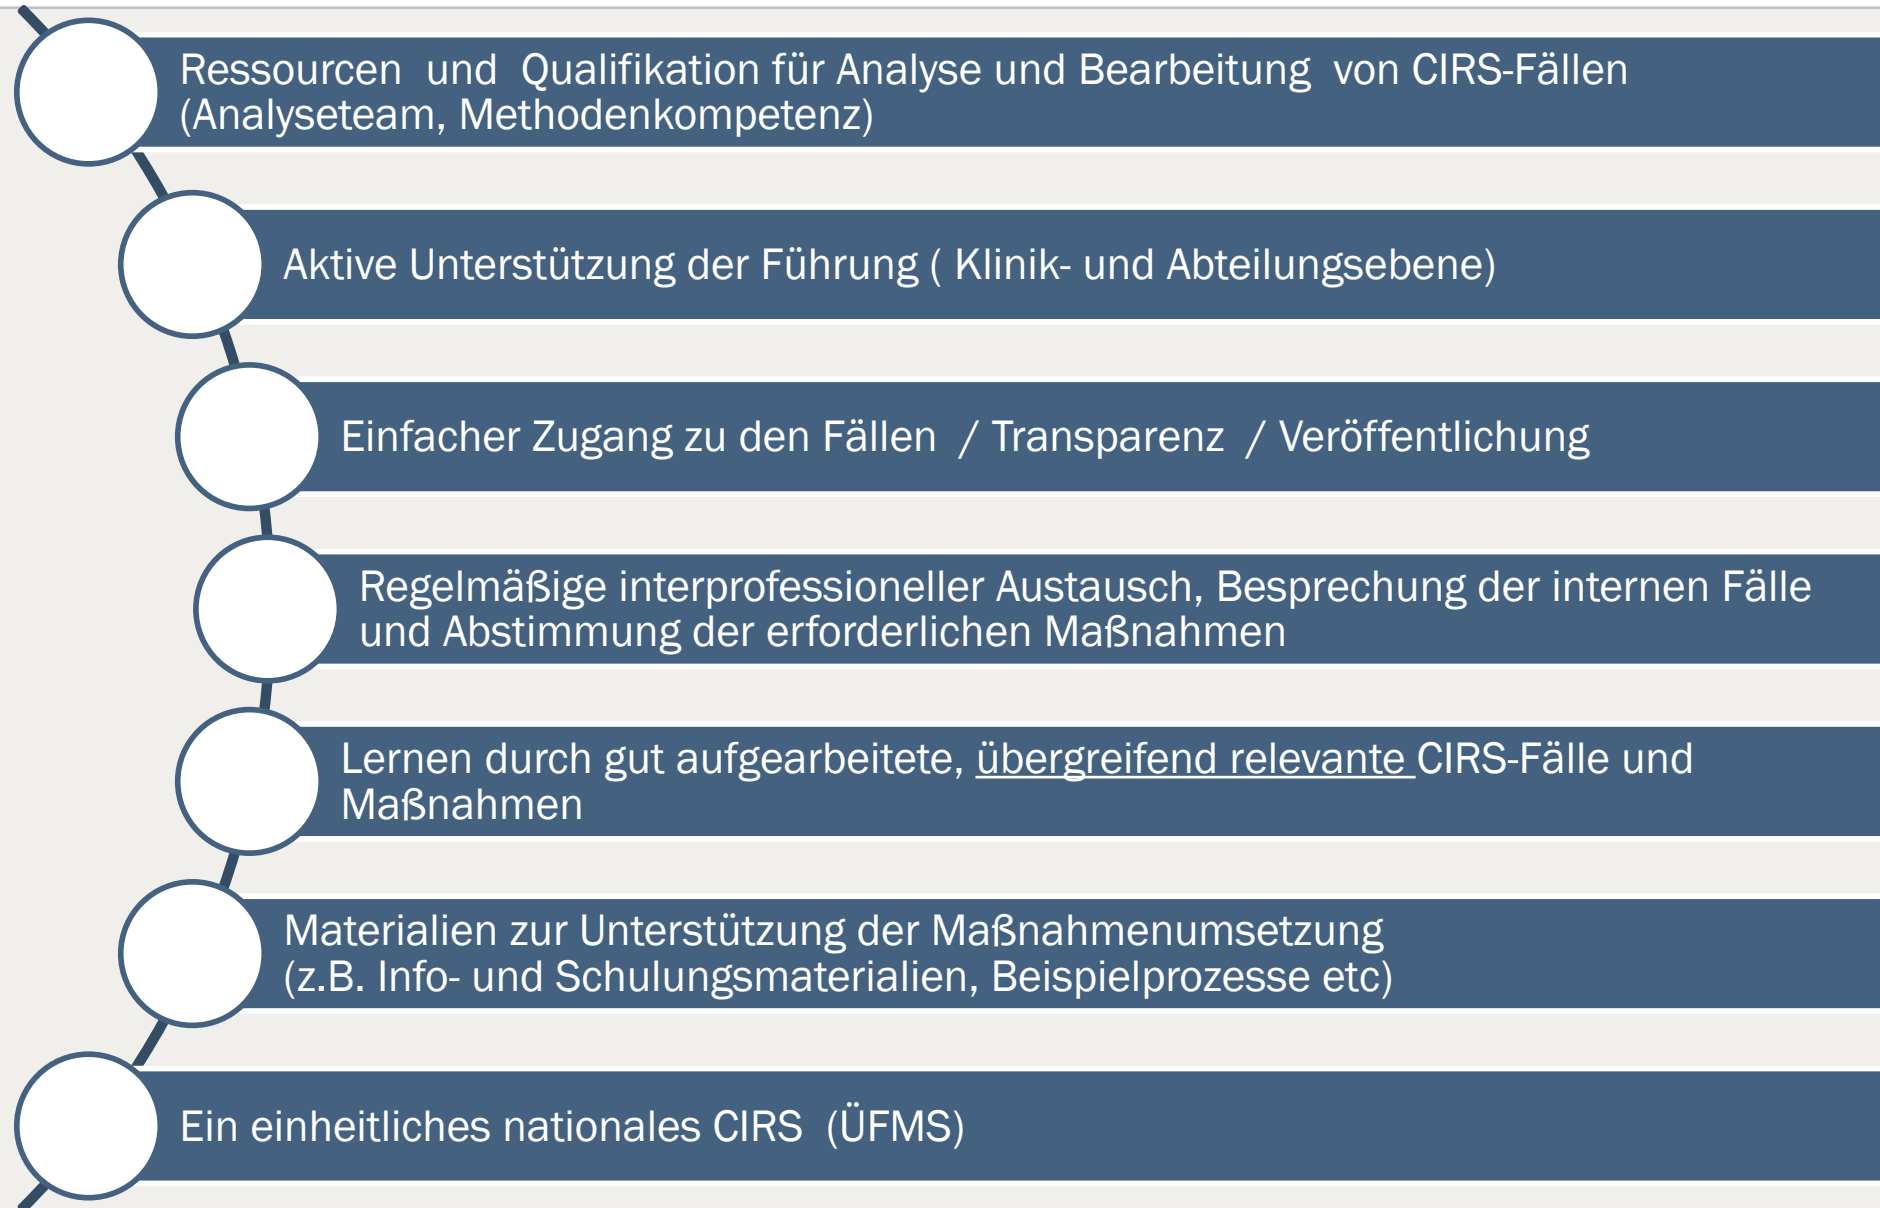 Ressourcen  und  Qualifikation für Analyse und Bearbeitung  von CIRS-Fällen
(Analyseteam, Methodenkompetenz)
Aktive Unterstützung der Führung ( Klinik- und Abteilungsebene)
Einfacher Zugang zu den Fällen  / Transparenz  / Veröffentlichung
Regelmäßige interprofessioneller Austausch, Besprechung der internen Fälle
und Abstimmung der erforderlichen Maßnahmen
Lernen durch gut aufgearbeitete, übergreifend relevante CIRS-Fälle und
Maßnahmen
Materialien zur Unterstützung der Maßnahmenumsetzung
(z.B. Info- und Schulungsmaterialien, Beispielprozesse etc)
Ein einheitliches nationales CIRS  (ÜFMS)